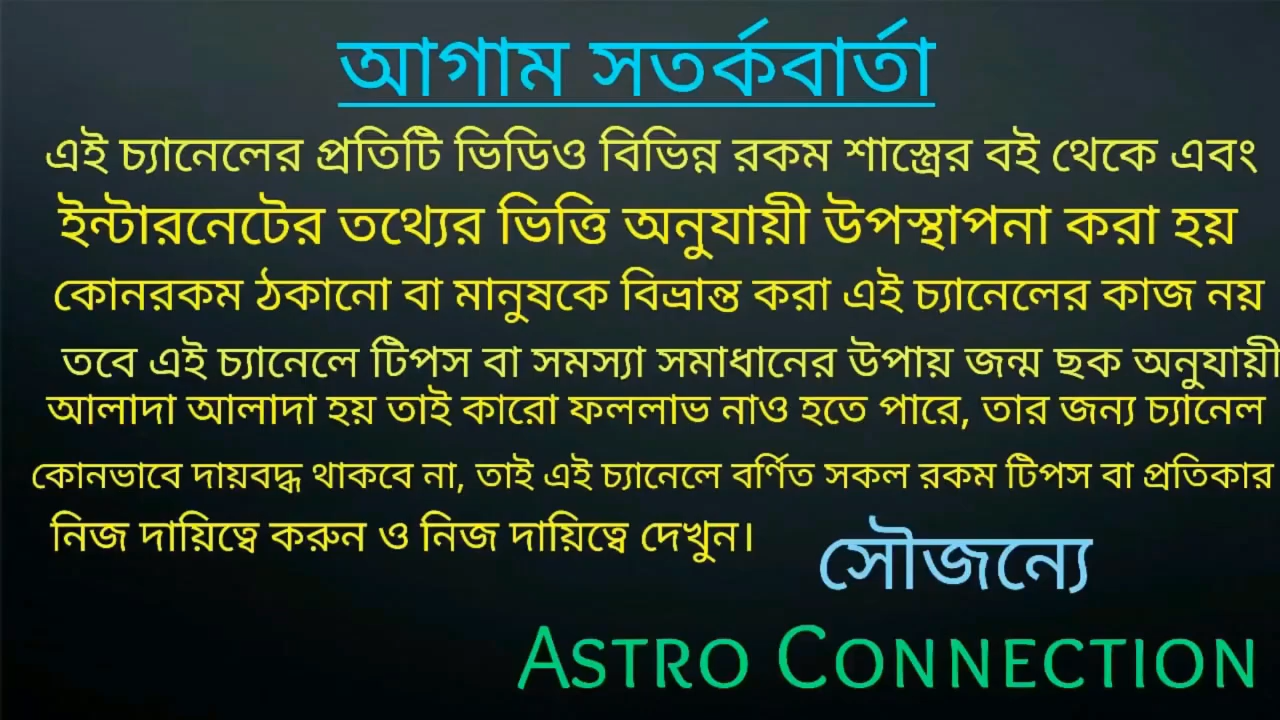 আগাম সতর্কবার্তা
এই চ্যানেলের প্রতিটি ভিডিও বিভিন্ন রকম শাস্ত্রের বই থেকে এবং
ইন্টারনেটের তথ্যের ভিত্তি অনুযায়ী উপস্থাপনা করা হয়
কোনরকম ঠকানো বা মানুষকে বিভ্রান্ত করা এই চ্যানেলের কাজ নয়
তবে এই চ্যানেলে টিপস বা সমস্যা সমাধানের উপায় জন্ম ছক অনুযায়ী
আলাদা আলাদা হয় তাই কারো ফললাভ নাও হতে পারে, তার জন্য চ্যানেল
কোনভাবে দায়বদ্ধ থাকবে না, তাই এই চ্যানেলে বর্ণিত সকল রকম টিপস বা প্রতিকার
নিজ দায়িত্বে করুন ও নিজ দায়িত্বে দেখুন।
সৌজন্যে
ASTRO CONNECTION